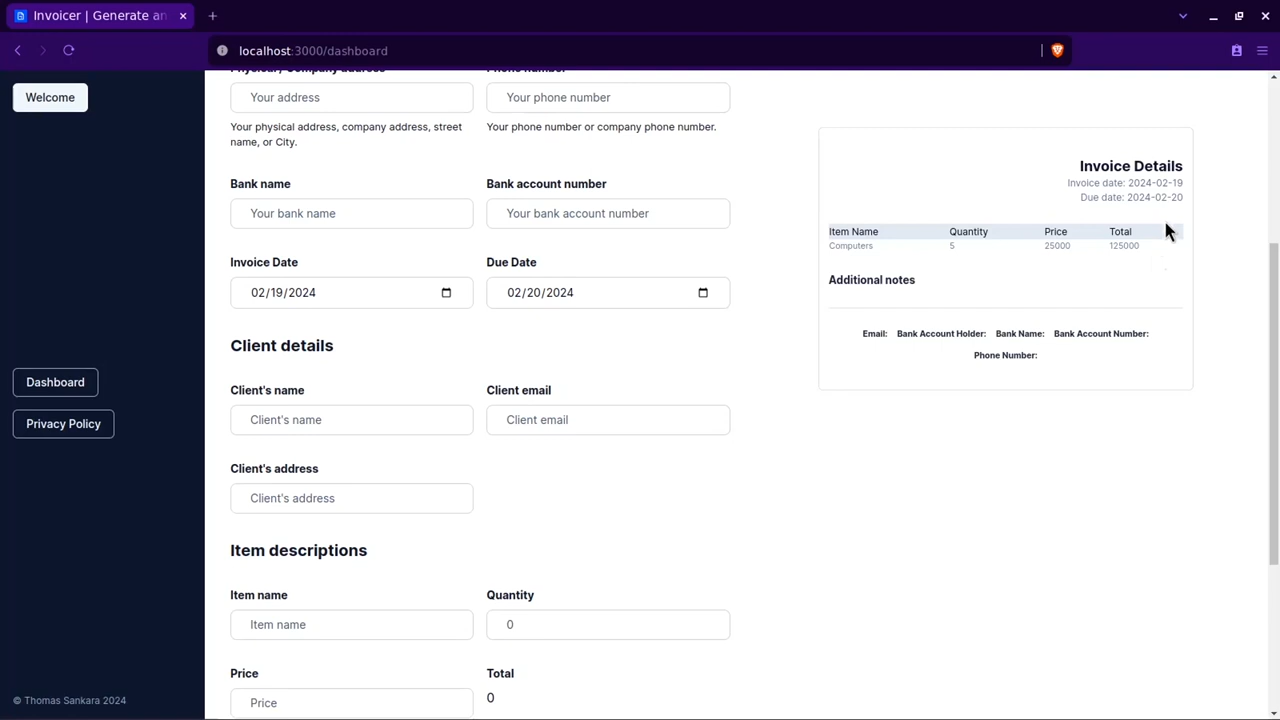 Invoicer | Generate an
localhost:3000/dashboard
Welcome
Dashboard
Privacy Policy
© Thomas Sankara 2024
Physical / Company address
Phone number
Your address
Your phone number
Your physical address, company address, street
name, or City.
Your phone number or company phone number.
Bank name
Bank account number
Your bank name
Your bank account number
Invoice Date
Due Date
02/19/2024
02/20/2024
Client details
Client's name
Client email
Client's name
Client email
Client's address
Client's address
Item descriptions
Item name
Quantity
Item name
0
Price
Total
Price
0
Invoice Details
Invoice date: 2024-02-19
Due date: 2024-02-20
Item Name Quantity Price Total
Computers 5 25000 125000
Additional notes
Email: Bank Account Holder: Bank Name: Bank Account Number:
Phone Number: